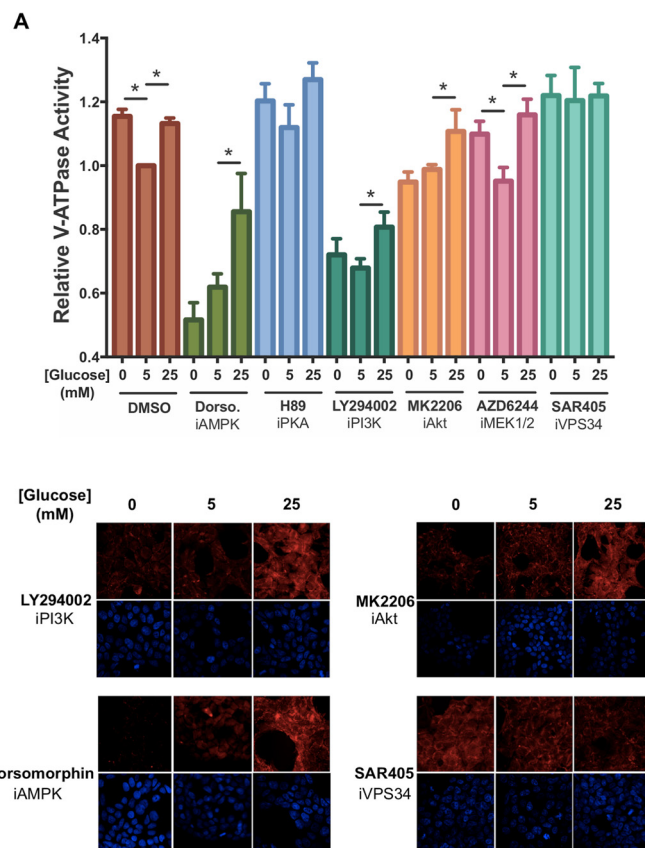 A
Relative V-ATPase Activity
1.4
1.2
1.0
0.8
0.6
0.4
* * * * * * *
[Glucose] 0 5 25 0 5 25 0 5 25 0 5 25 0 5 25 0 5 25 0 5 25
(mM)
DMSO Dorso. H89 LY294002 MK2206 AZD6244 SAR405
iAMPK iPKA iPI3K iAkt iMEK1/2 iVPS34
[Glucose] 0 5 25 0 5 25
(mM)
LY294002 MK2206
iPI3K iAkt
orsomorphin SAR405
iAMPK iVPS34